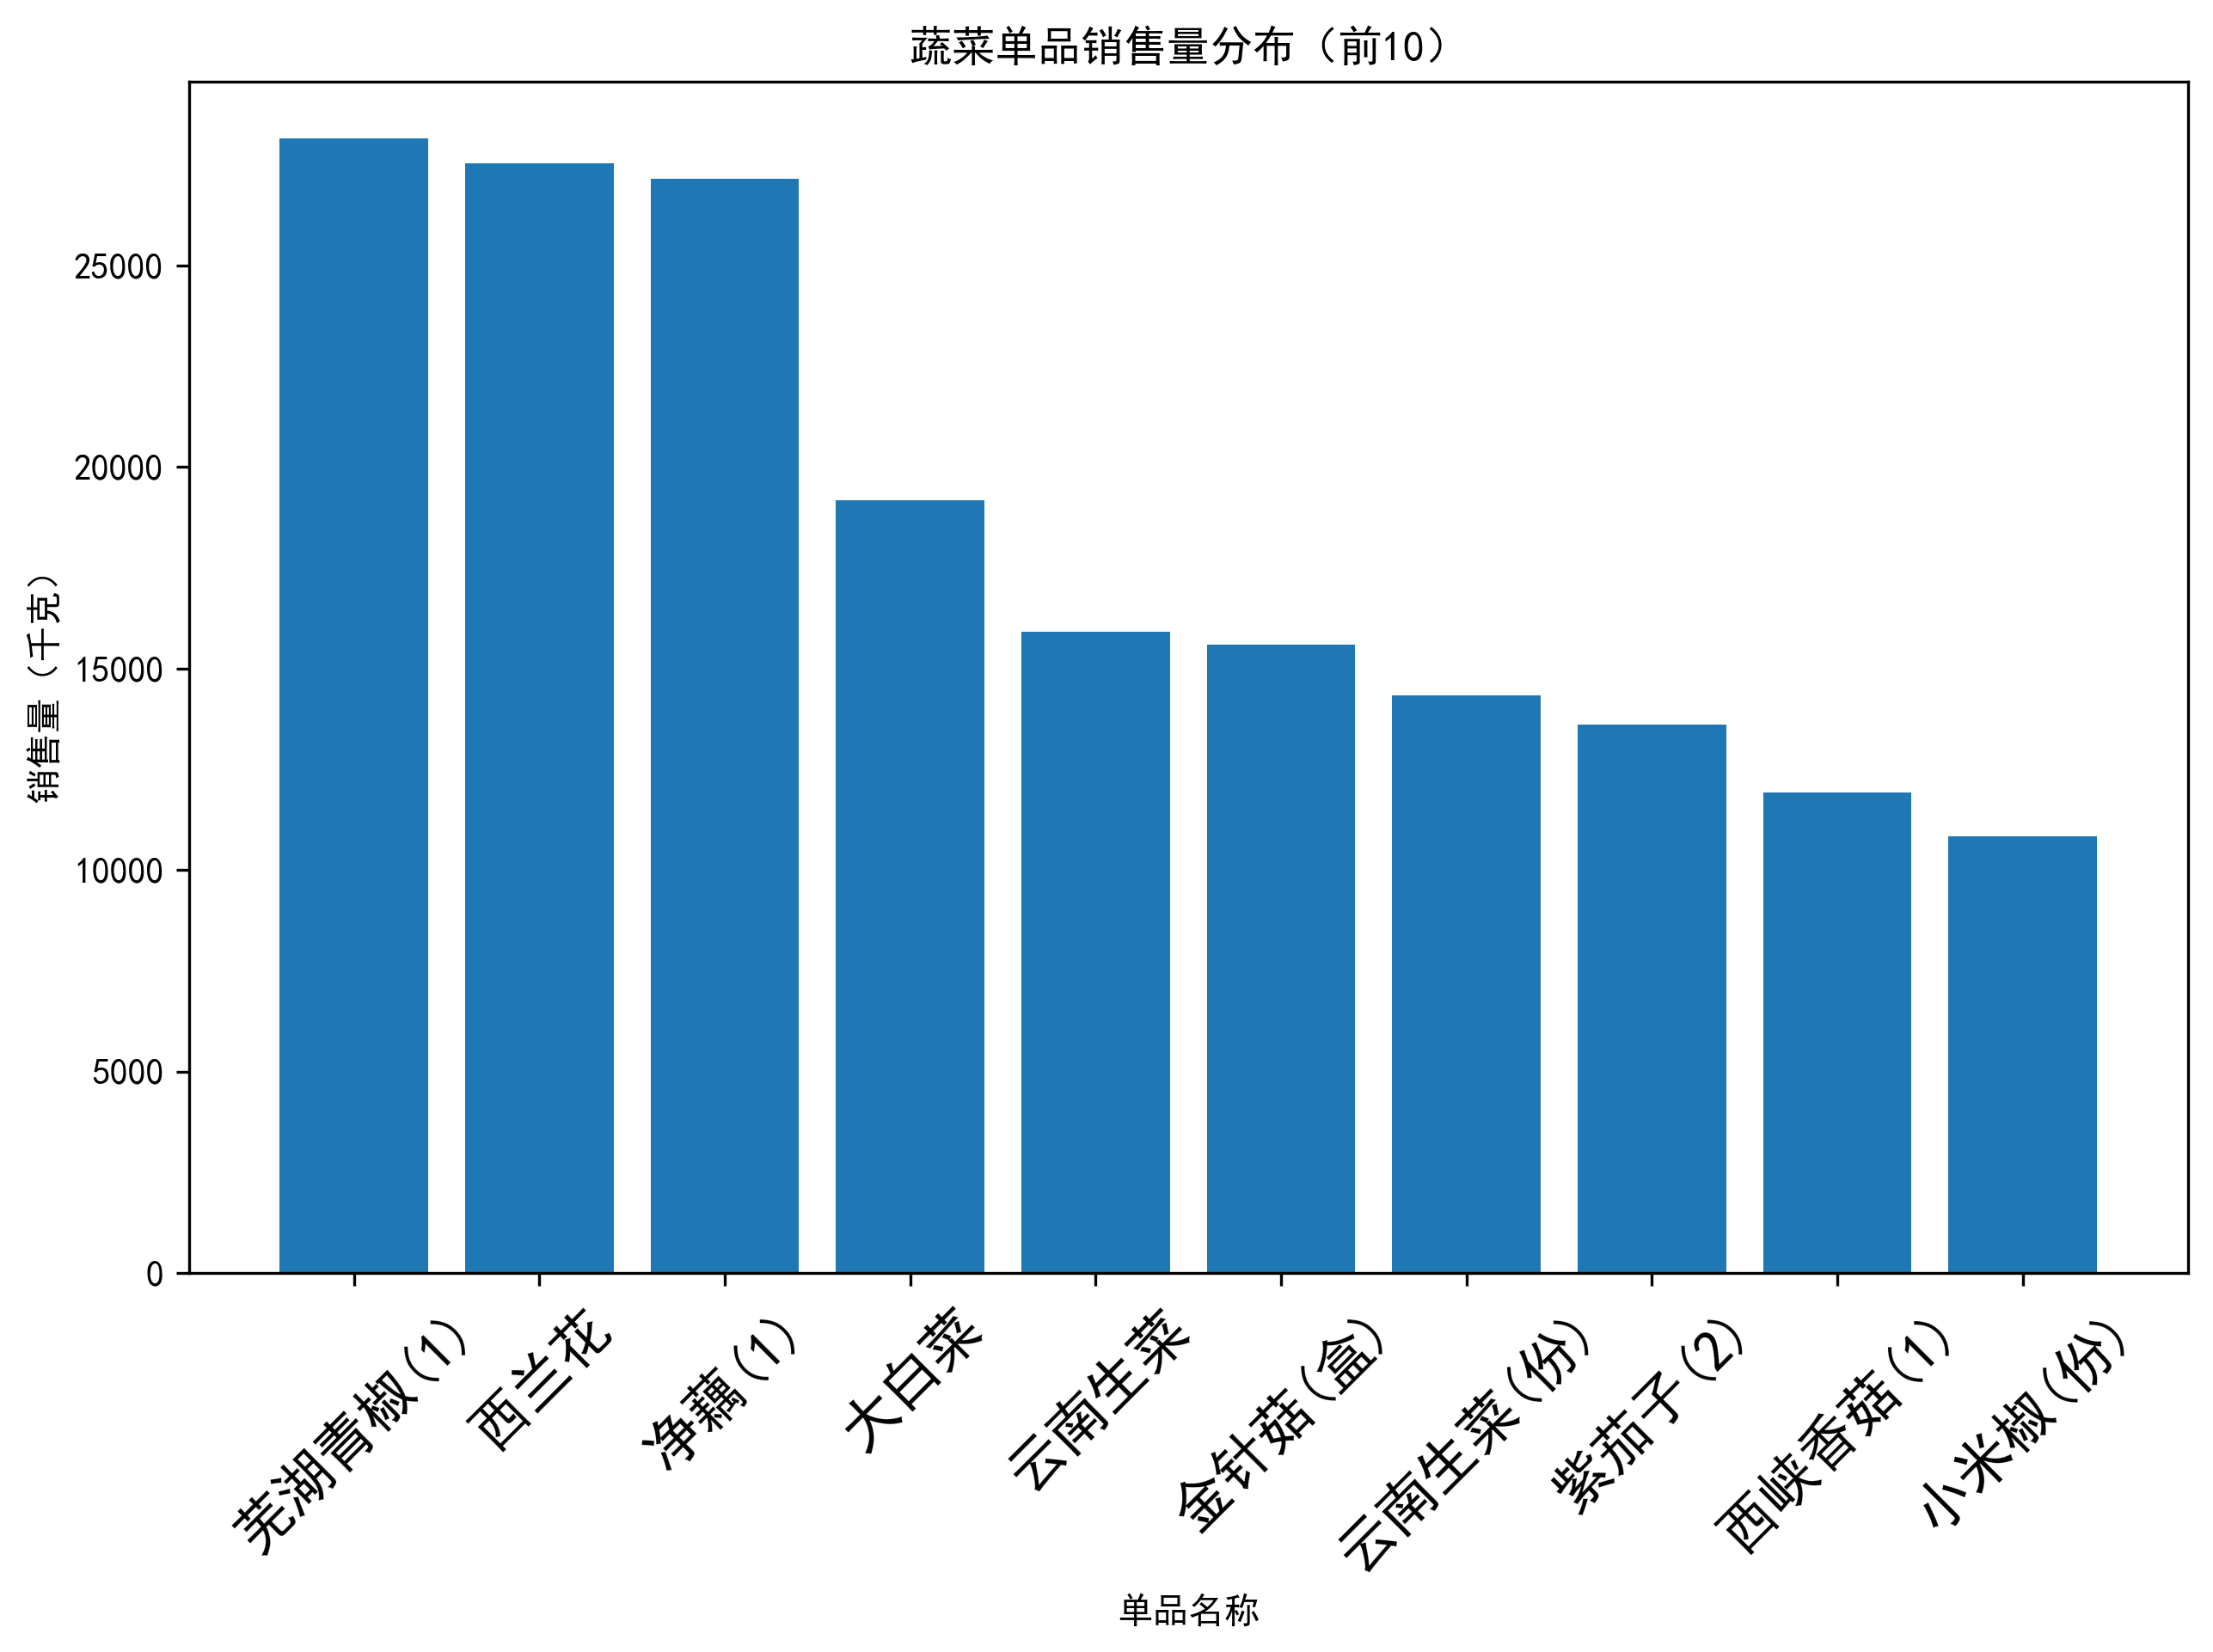 蔬菜单品销售量分布（前10）
销售量（千克）
25000
20000
15000
10000
5000
0
芜湖青椒(1)
西兰花
净藕(1)
大白菜
云南生菜
金针菇(盒)
云南生菜(份)
紫茄子(2)
西峡香菇(1)
小米椒(份)
单品名称